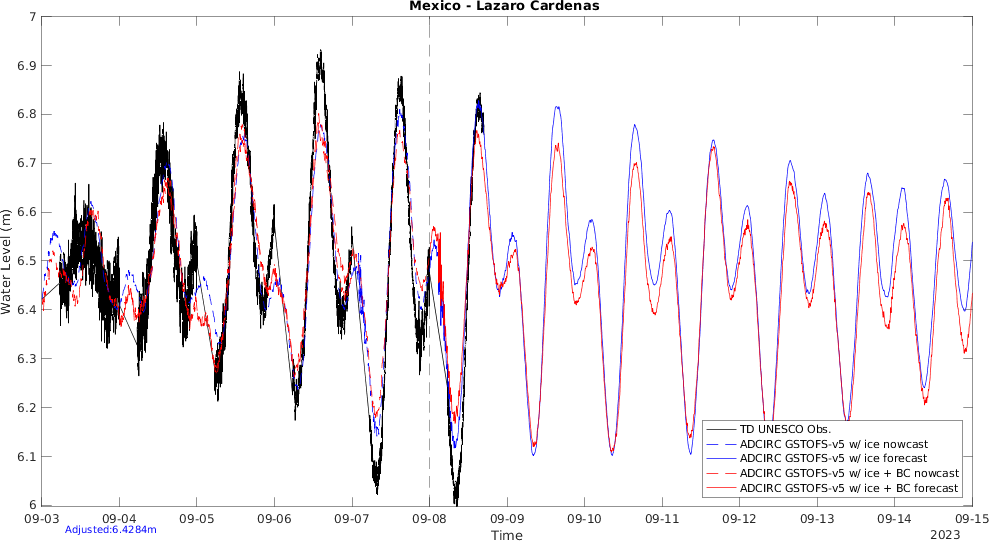 Mexico - Lazaro Cardenas
Water Level (m)
7
6.9
6.8
6.7
6.6
6.5
6.4
6.3
6.2
6.1
6
TD UNESCO Obs.
ADCIRC GSTOFS-v5 w/ ice nowcast
ADCIRC GSTOFS-v5 w/ ice forecast
ADCIRC GSTOFS-v5 w/ ice + BC nowcast
ADCIRC GSTOFS-v5 w/ ice + BC forecast
09-03 09-04 09-05 09-06 09-07 09-08 09-09 09-10 09-11 09-12 09-13 09-14 09-15
Adjusted:6.4284m
Time
2023